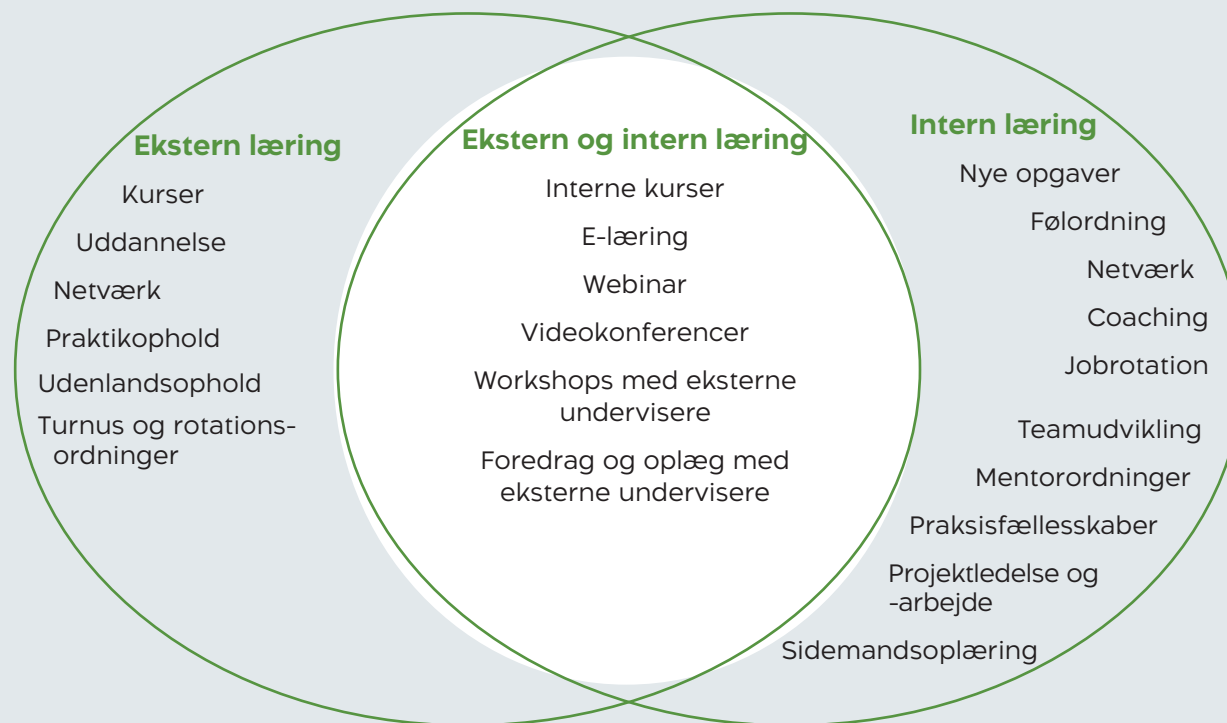 Ekstern læring
Kurser
Uddannelse
Netværk
Praktikophold
Udenlandsophold
Turnus og rotations-
ordninger
Ekstern og intern læring
Interne kurser
E-læring
Webinar
Videokonferencer
Workshops med eksterne
undervisere
Foredrag og oplæg med
eksterne undervisere
Intern læring
Nye opgaver
Følordning
Netværk
Coaching
Jobrotation
Teamudvikling
Mentorordninger
Praksisfællesskaber
Projektledelse og
-arbejde
Sidemandsoplæring